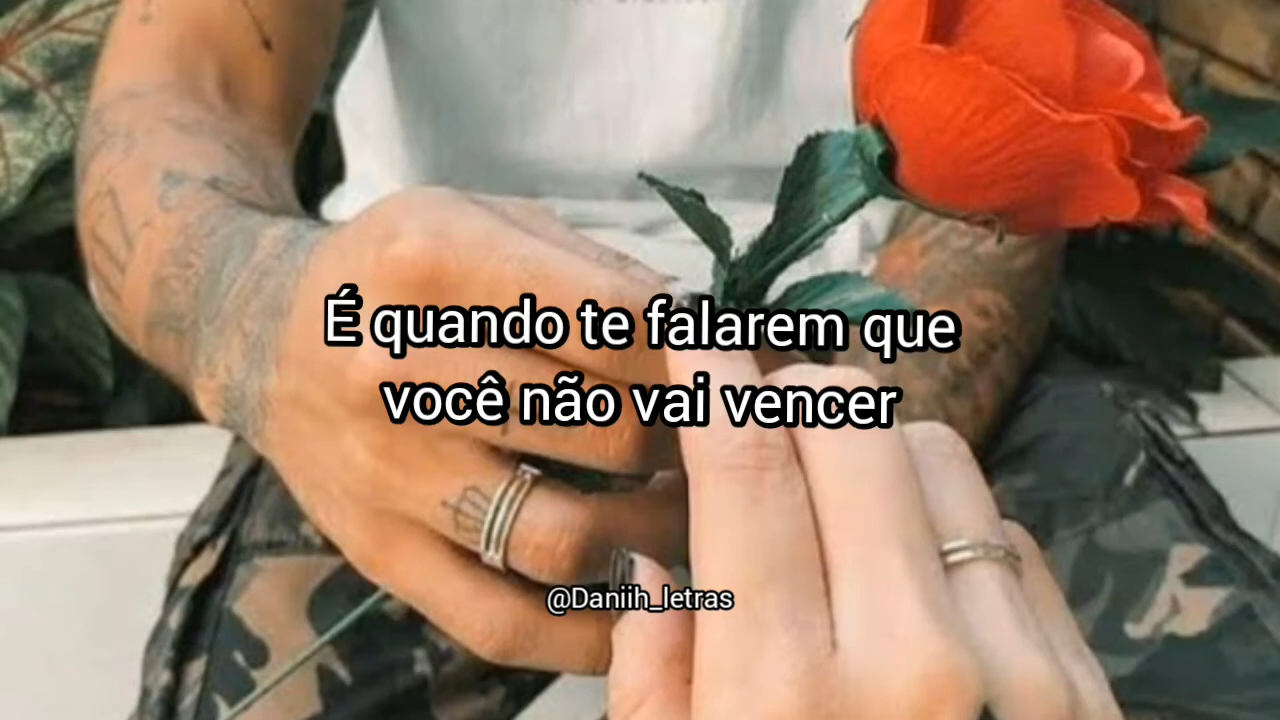 É quando te falarem que
você não vai vencer
@Daniih_letras